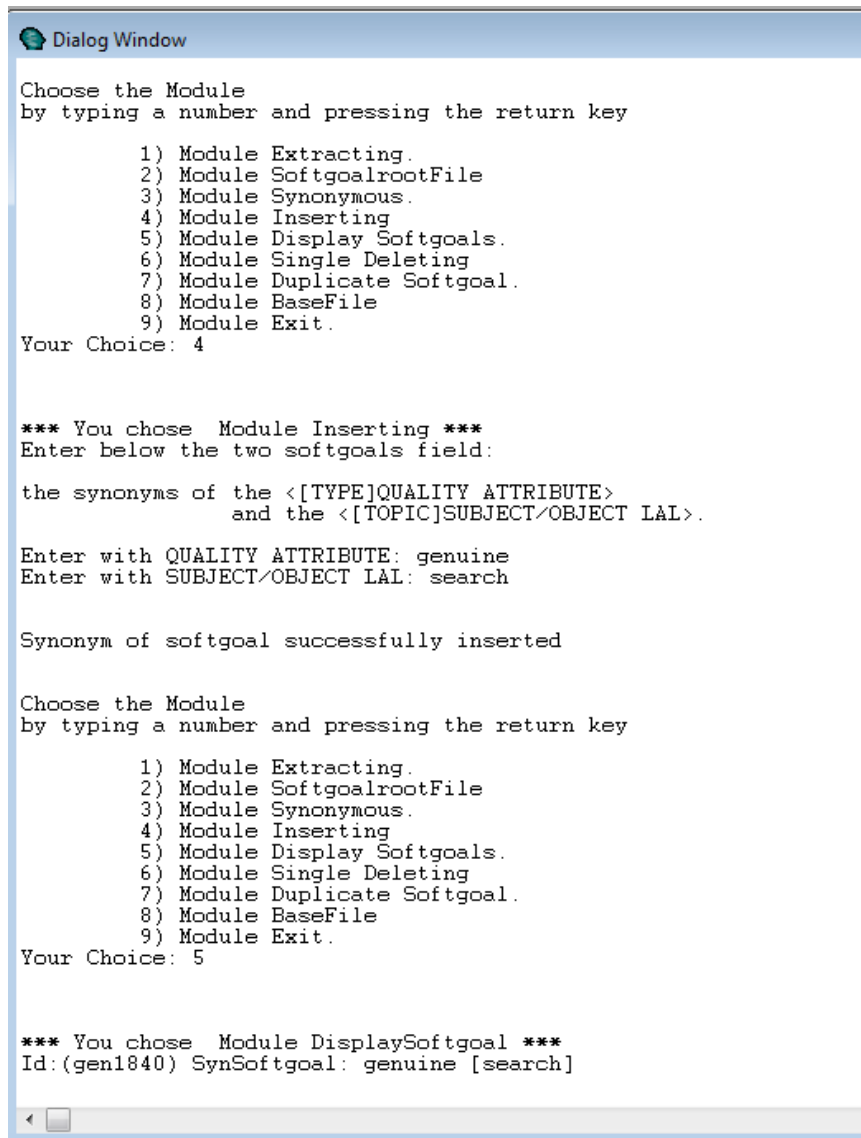 Dialog Window
Choose the Module
by typing a number and pressing the return key
1) Module Extracting.
2) Module SoftgoalrootFile
3) Module Synonymous.
4) Module Inserting
5) Module Display Softgoals.
6) Module Single Deleting
7) Module Duplicate Softgoal.
8) Module BaseFile
9) Module Exit.
Your Choice: 4
*** You chose  Module Inserting ***
Enter below the two softgoals field:
the synonyms of the <[TYPE]QUALITY ATTRIBUTE>
and the <[TOPIC]SUBJECT/OBJECT LAL>.
Enter with QUALITY ATTRIBUTE: genuine
Enter with SUBJECT/OBJECT LAL: search
Synonym of softgoal successfully inserted
Choose the Module
by typing a number and pressing the return key
1) Module Extracting.
2) Module SoftgoalrootFile
3) Module Synonymous.
4) Module Inserting
5) Module Display Softgoals.
6) Module Single Deleting
7) Module Duplicate Softgoal.
8) Module BaseFile
9) Module Exit.
Your Choice: 5
*** You chose  Module DisplaySoftgoal ***
Id:(gen1840) SynSoftgoal: genuine [search]